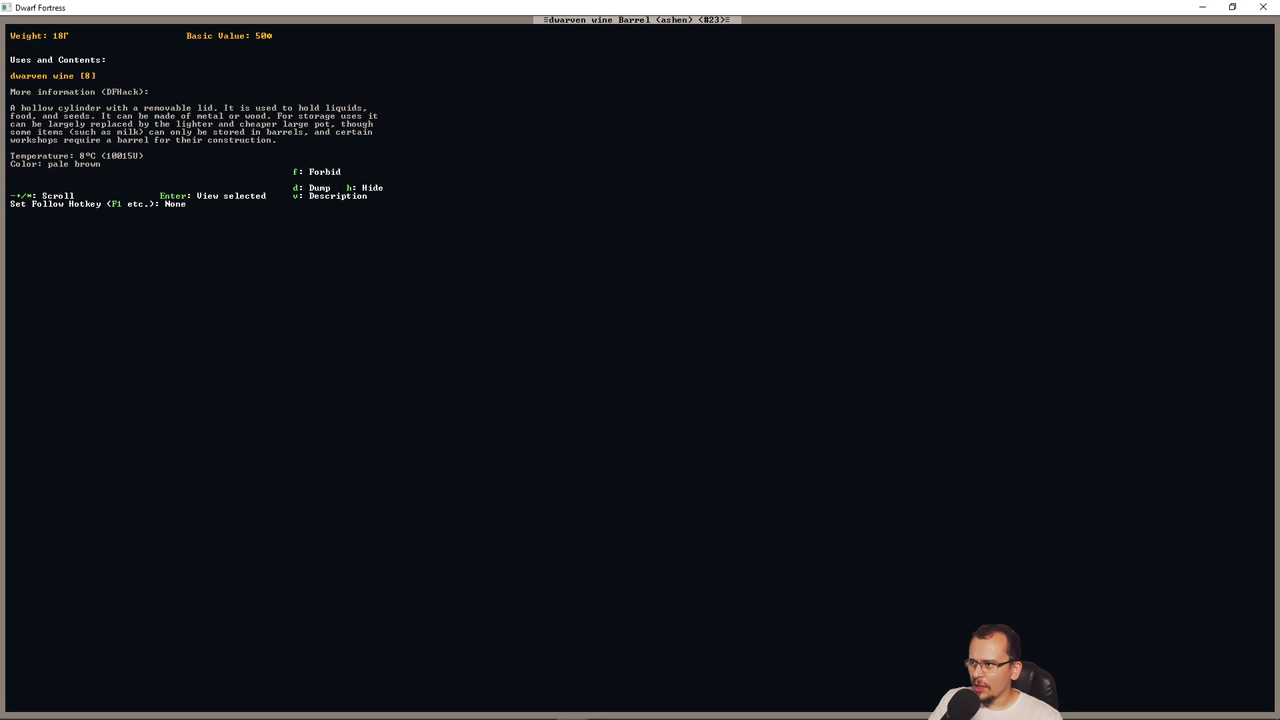 Dwarf Fortress
≡dwarven wine Barrel (ashen) (#23)≡
Weight: 18Γ Basic Value: 50☼
Uses and Contents:
dwarven wine [8]
More information (DFHack):
A hollow cylinder with a removable lid. It is used to hold liquids,
food, and seeds. It can be made of metal or wood. For storage uses it
can be largely replaced by the lighter and cheaper large pot, though
some items (such as milk) can only be stored in barrels, and certain
workshops require a barrel for their construction.
Temperature: 8°C (10015U)
Color: pale brown
f: Forbid
d: Dump h: Hide
-+/*: Scroll Enter: View selected v: Description
Set Follow Hotkey (F1 etc.): None